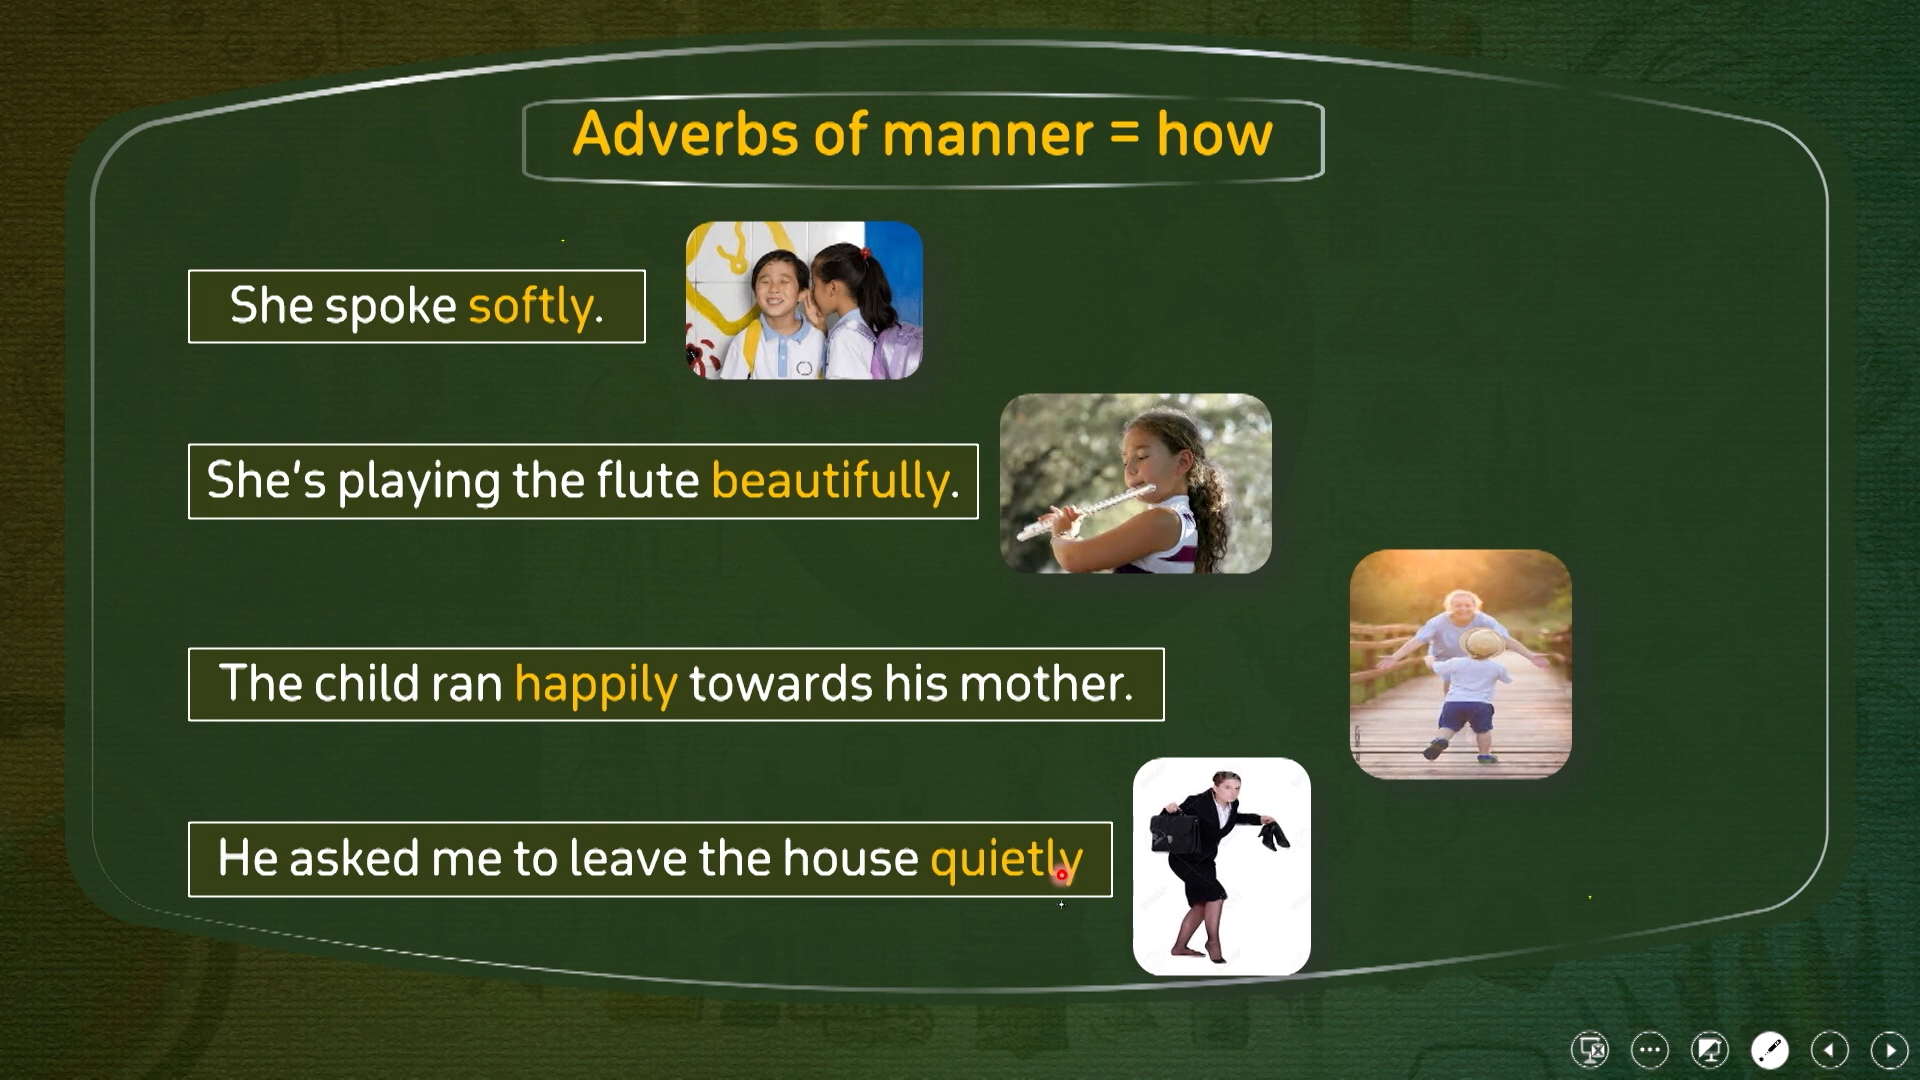 Adverbs of manner = how
She spoke softly.
She's playing the flute beautifully.
The child ran happily towards his mother.
He asked me to leave the house quietly